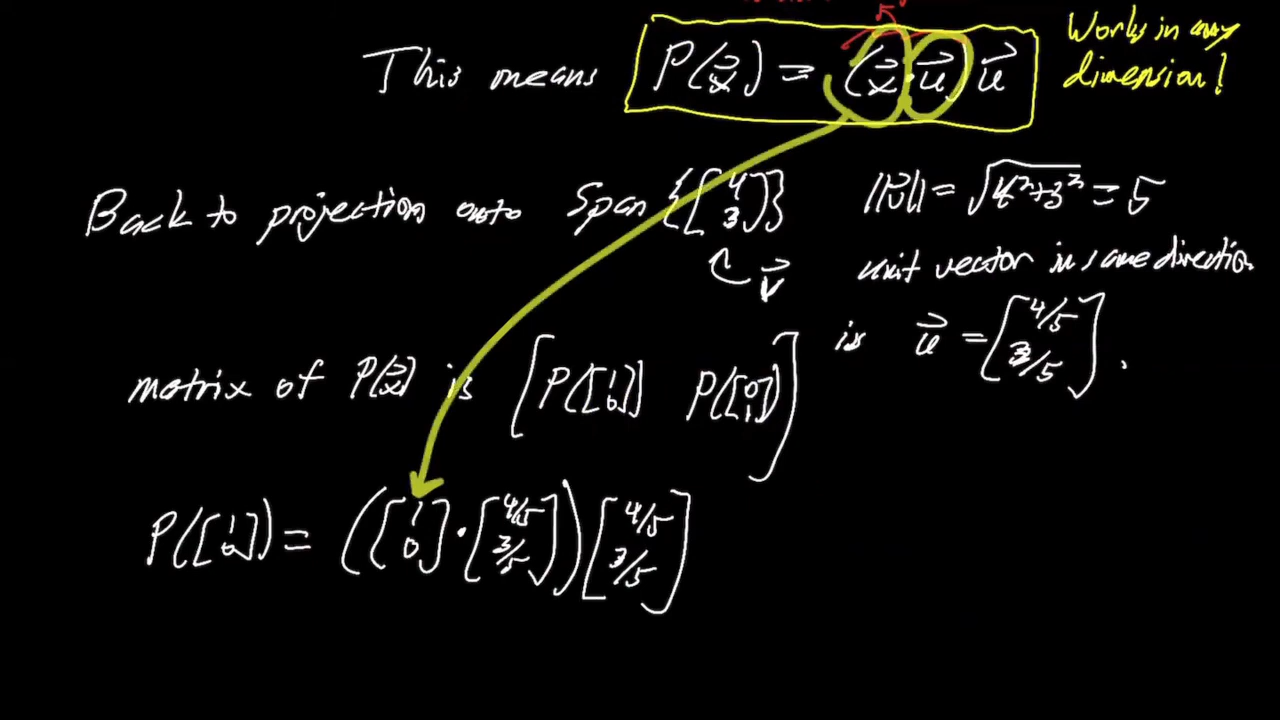 This means P(x⃗) = (x⃗·u⃗)u⃗
Works in any
dimension!
Back to projection onto Span {[4 3]} ||v⃗|| = √4²+3² = 5
v⃗
unit vector in same direction
is u⃗ = [4/5 3/5].
matrix of P(x⃗) is [P([1 0]) P([0 1])]
P([1 0]) = ([1 0]·[4/5 3/5])[4/5 3/5]